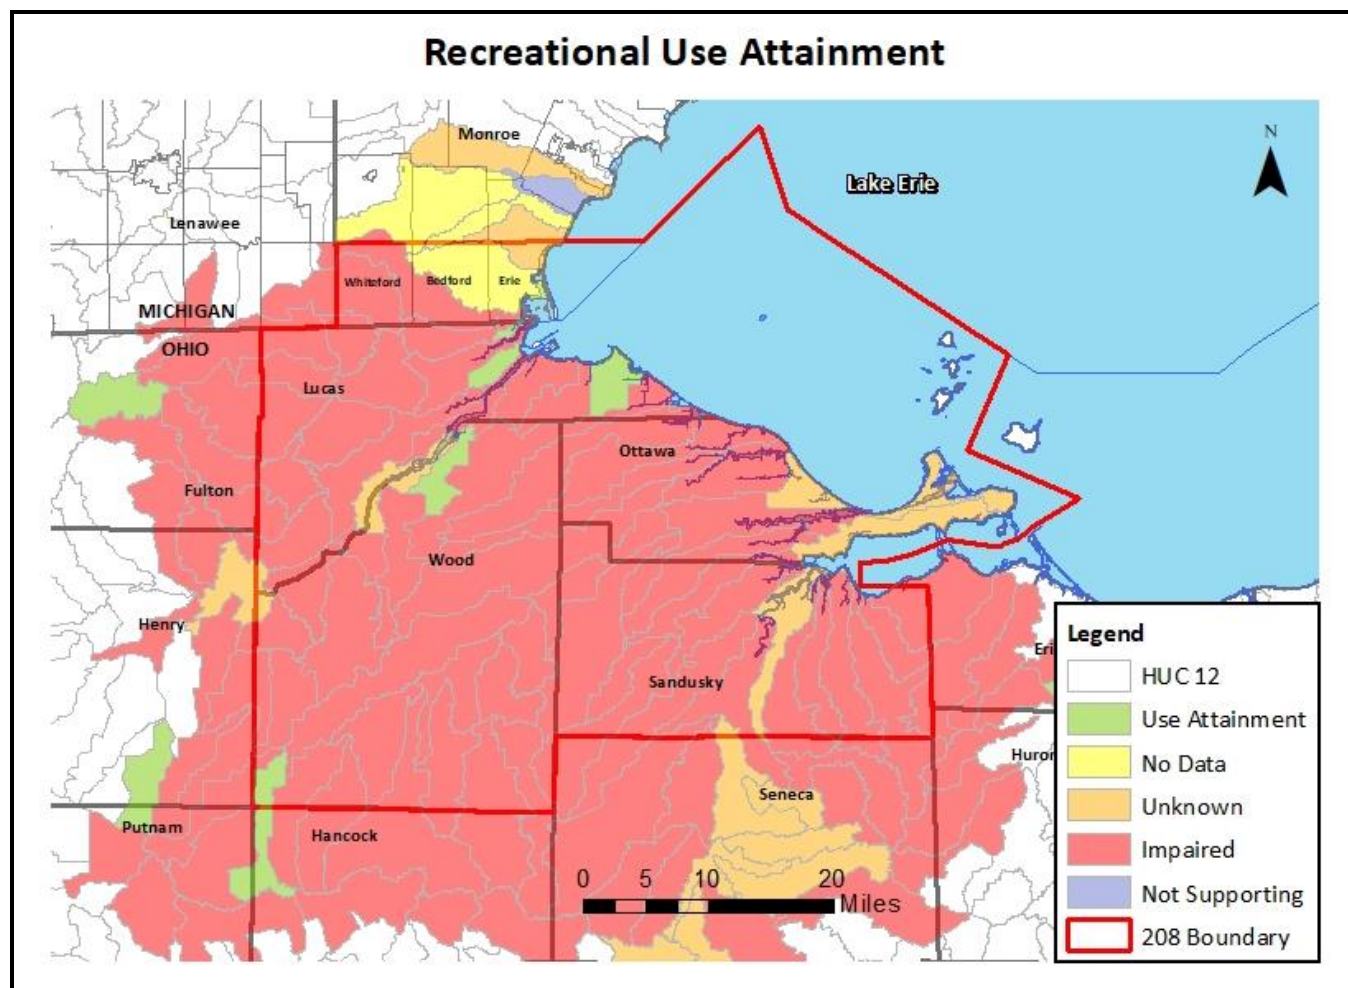 Recreational Use Attainment
Monroe
N
Lake Erie
Lenawee
Whiteford
Bedford
Erie
MICHIGAN
OHIO
Lucas
Ottawa
Fulton
Wood
Henry
Sandusky
Seneca
Putnam
Hancock
Eri
Huron
0 5 10 20
Miles
Legend
HUC 12
Use Attainment
No Data
Unknown
Impaired
Not Supporting
208 Boundary